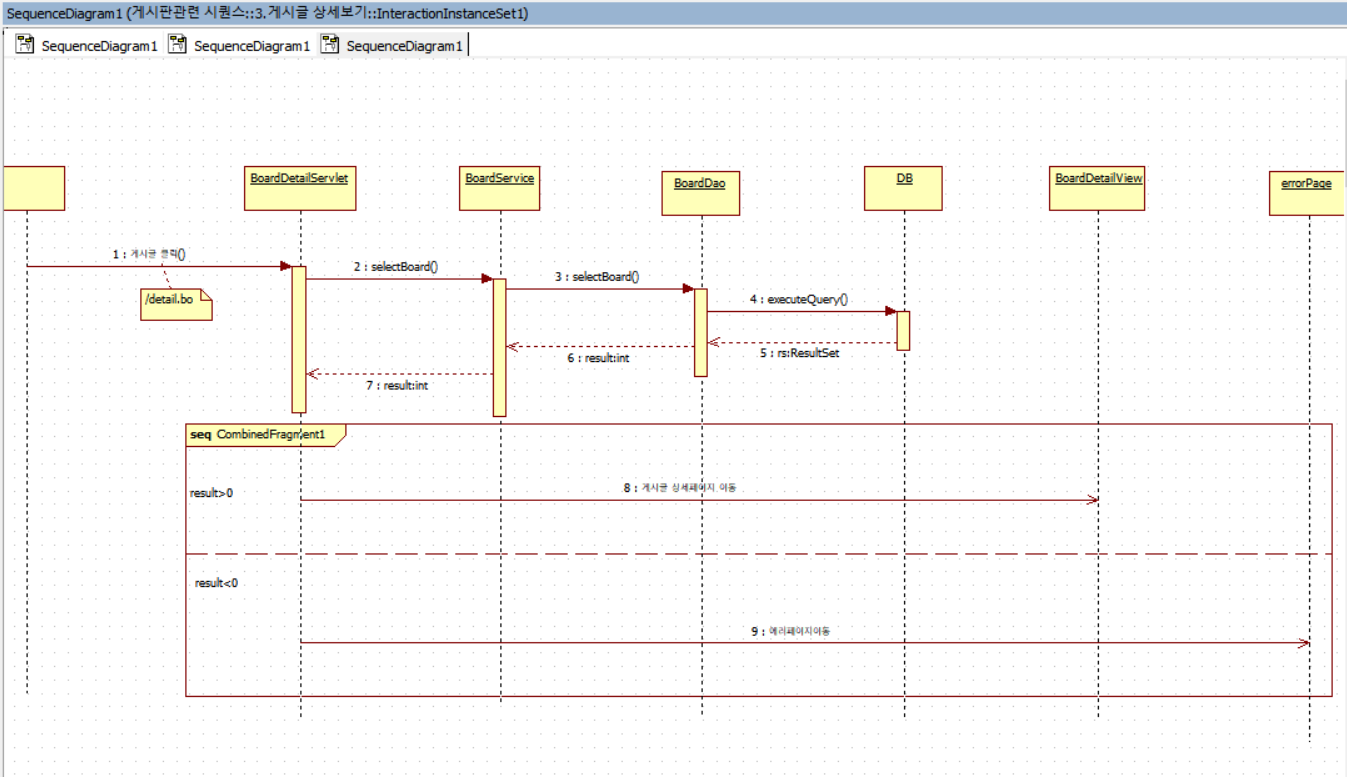 SequenceDiagram1 (게시판관련 시퀀스::3.게시글 상세보기::InteractionInstanceSet1)
SequenceDiagram1 SequenceDiagram1 SequenceDiagram1
BoardDetailServlet
BoardService
BoardDao
DB
BoardDetailView
errorPage
1 : 게시글 클릭()
/detail.bo
2 : selectBoard()
3 : selectBoard()
4 : executeQuery()
5 : rs:ResultSet
6 : result:int
7 : result:int
seq CombinedFragment1
result>0
8 : 게시글 상세페이지 이동
result<0
9 : 에러페이지이동